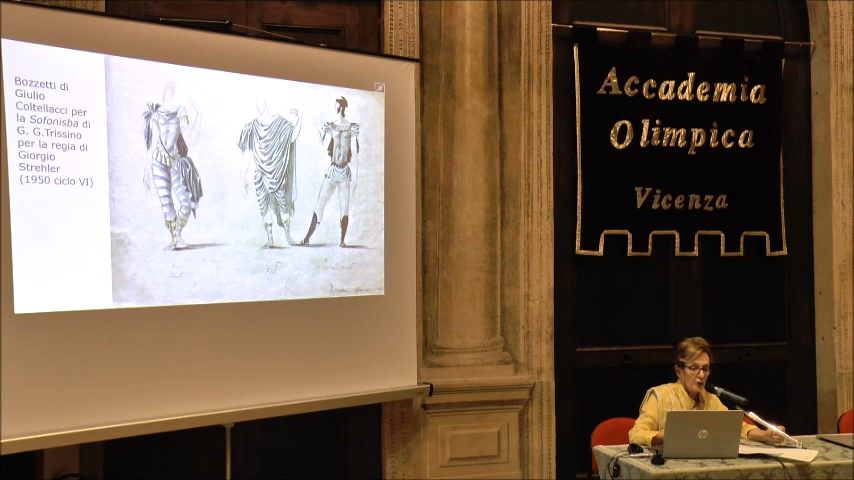 Bozzetti di
Giulio
Coltellacci per
la Sofonisba di
G. G.Trissino
per la regia di
Giorgio
Strehler
(1950 ciclo VI)
Accademia
Olimpica
Vicenza
hp